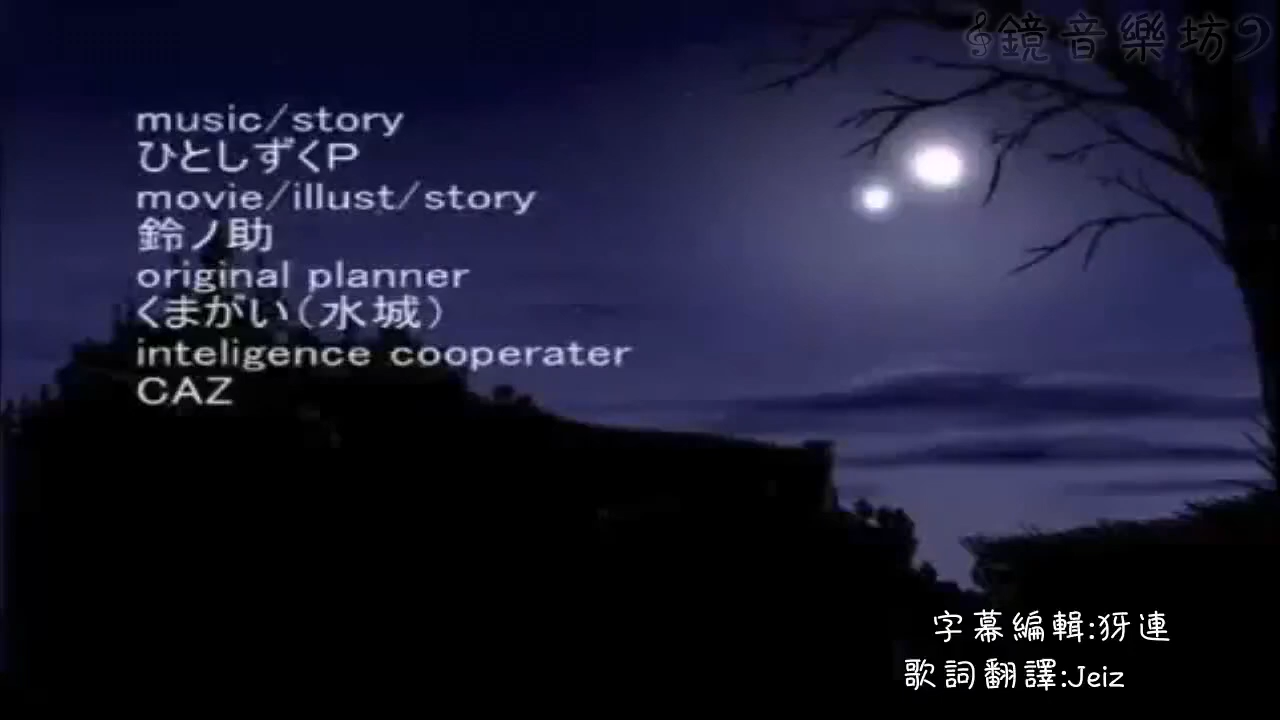 鏡音樂坊
music/story
ひとしずくP
movie/illust/story
鈴ノ助
original planner
くまがい(水城)
inteligence cooperater
CAZ
字幕編輯:犽連
歌詞翻譯:Jeiz